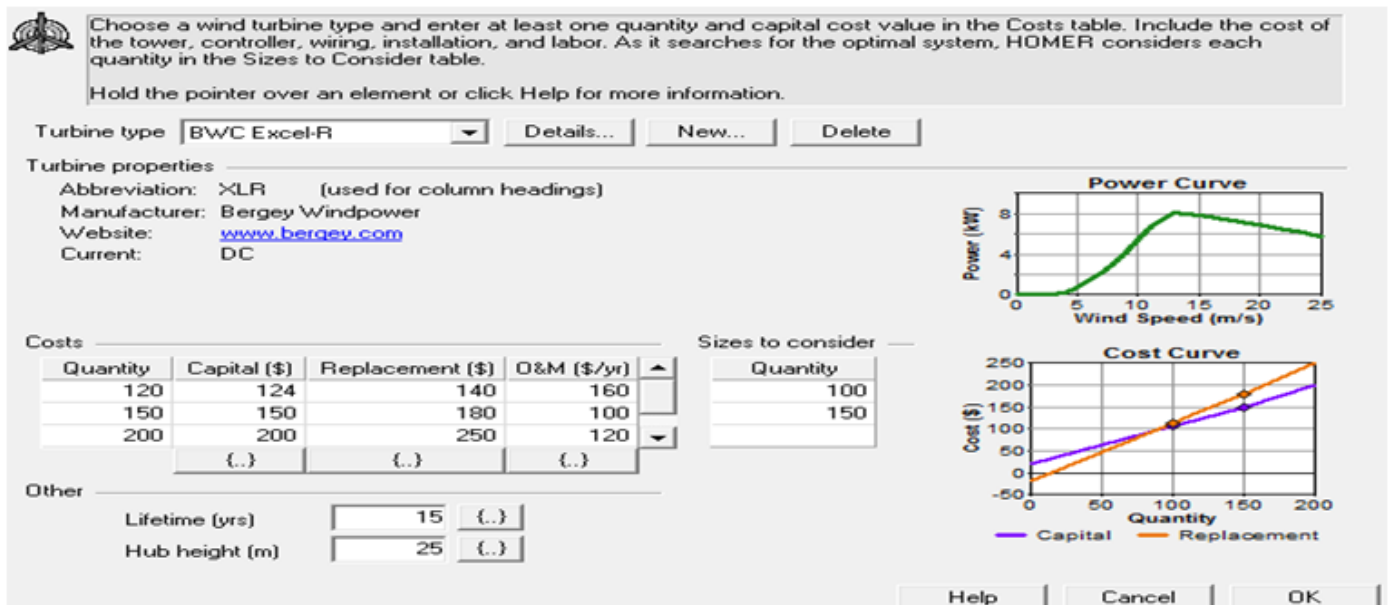 Choose a wind turbine type and enter at least one quantity and capital cost value in the Costs table. Include the cost of
the tower, controller, wiring, installation, and labor. As it searches for the optimal system, HOMER considers each
quantity in the Sizes to Consider table.
Hold the pointer over an element or click Help for more information.
Turbine type BWC Excel-R Details... New... Delete
Turbine properties
Abbreviation: XLR (used for column headings)
Manufacturer: Bergey Windpower
Website: www.bergey.com
Current: DC
Power Curve
Power (kW)
8
4
0
0 5 10 15 20 25
Wind Speed (m/s)
Costs
Quantity Capital ($) Replacement ($) O&M ($/yr)
120 124 140 160
150 150 180 100
200 200 250 120
{..} {..} {..}
Sizes to consider
Quantity
100
150
Cost Curve
Cost ($)
250
200
150
100
50
0
-50
0 50 100 150 200
Quantity
Capital Replacement
Other
Lifetime (yrs) 15 {..}
Hub height (m) 25 {..}
Help Cancel OK